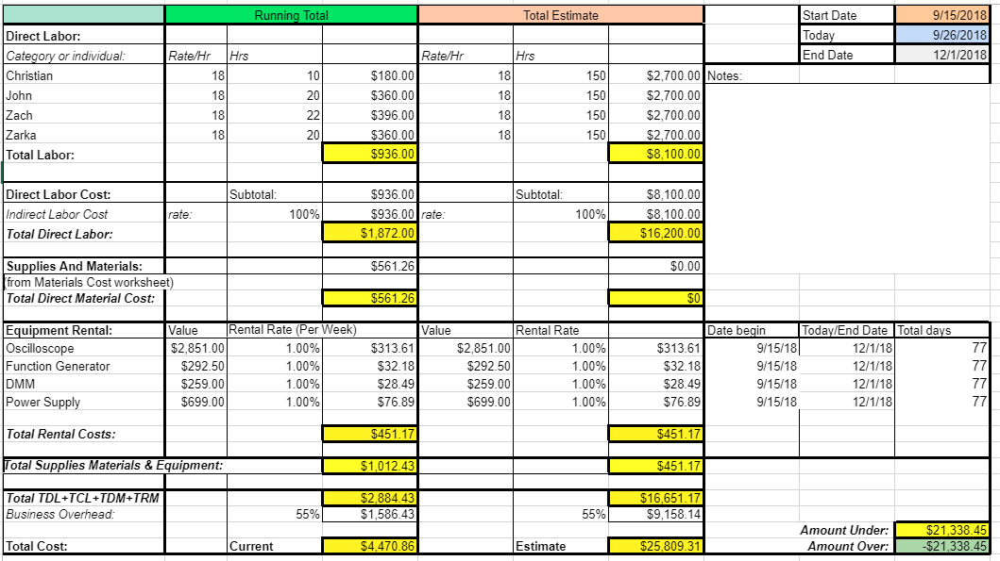 Running Total Total Estimate Start Date 9/15/2018
Direct Labor: Today 9/26/2018
Category or individual: Rate/Hr Hrs Rate/Hr Hrs End Date 12/1/2018
Christian 18 10 $180.00 18 150 $2,700.00 Notes:
John 18 20 $360.00 18 150 $2,700.00
Zach 18 22 $396.00 18 150 $2,700.00
Zarka 18 20 $360.00 18 150 $2,700.00
Total Labor: $936.00 $8,100.00
Direct Labor Cost: Subtotal: $936.00 Subtotal: $8,100.00
Indirect Labor Cost rate: 100% $936.00 rate: 100% $8,100.00
Total Direct Labor: $1,872.00 $16,200.00
Supplies And Materials: $561.26 $0.00
(from Materials Cost worksheet)
Total Direct Material Cost: $561.26 $0
Equipment Rental: Value Rental Rate (Per Week) Value Rental Rate Date begin Today/End Date Total days
Oscilloscope $2,851.00 1.00% $313.61 $2,851.00 1.00% $313.61 9/15/18 12/1/18 77
Function Generator $292.50 1.00% $32.18 $292.50 1.00% $32.18 9/15/18 12/1/18 77
DMM $259.00 1.00% $28.49 $259.00 1.00% $28.49 9/15/18 12/1/18 77
Power Supply $699.00 1.00% $76.89 $699.00 1.00% $76.89 9/15/18 12/1/18 77
Total Rental Costs: $451.17 $451.17
Total Supplies Materials & Equipment: $1,012.43 $451.17
Total TDL+TCL+TDM+TRM $2,884.43 $16,651.17
Business Overhead: 55% $1,586.43 55% $9,158.14
Amount Under: $21,338.45
Total Cost: Current $4,470.86 Estimate $25,809.31 Amount Over: -$21,338.45